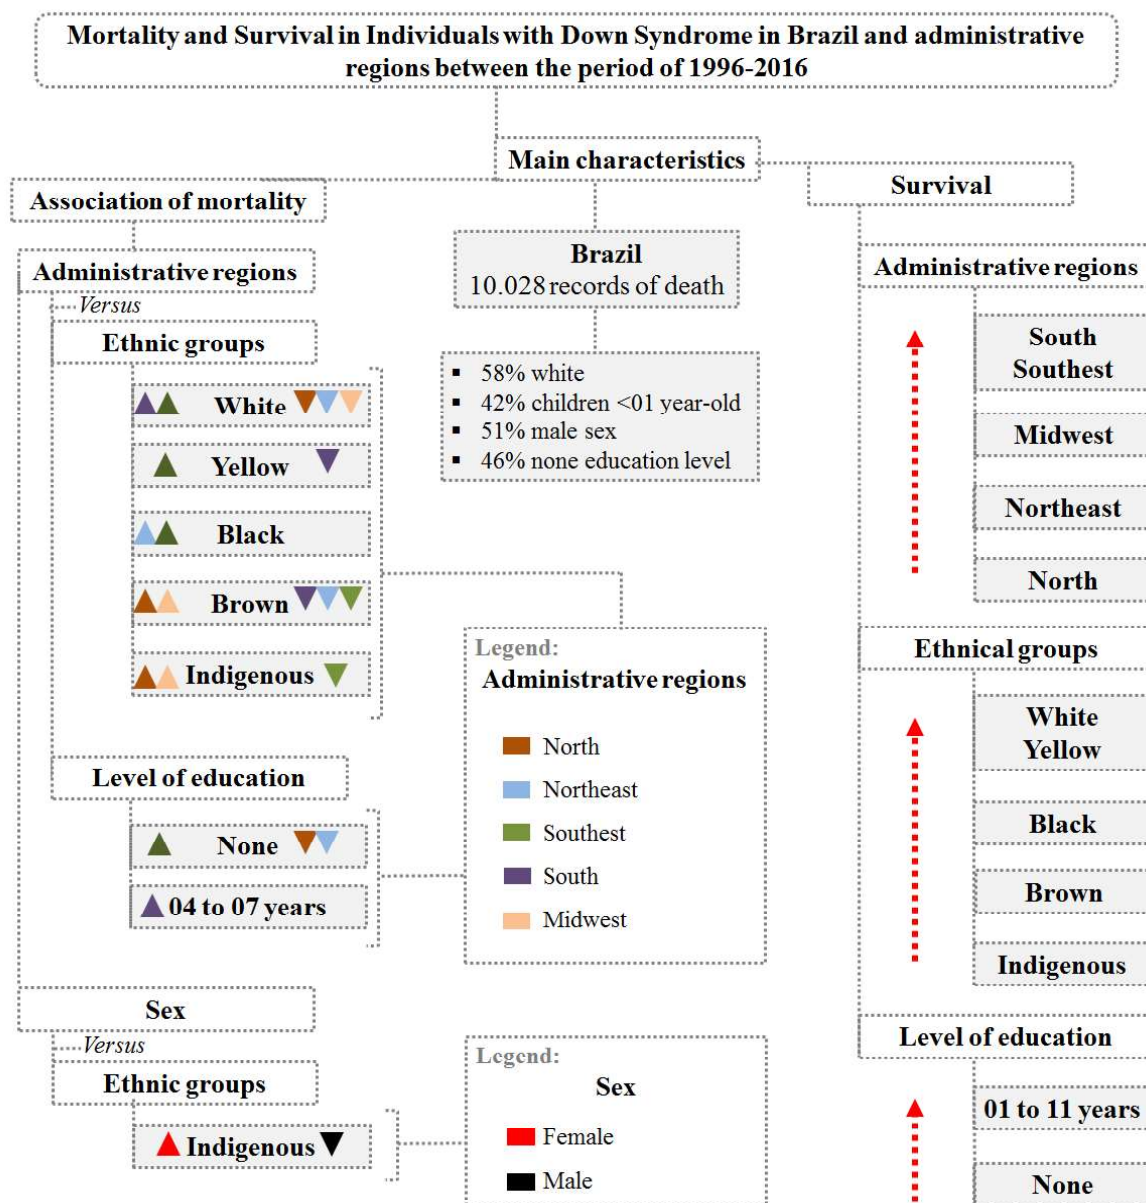 Mortality and Survival in Individuals with Down Syndrome in Brazil and administrative
regions between the period of 1996-2016
Main characteristics
Association of mortality
Administrative regions
Versus
Ethnic groups
White
Yellow
Black
Brown
Indigenous
Level of education
None
04 to 07 years
Sex
Versus
Ethnic groups
Indigenous
Brazil
10.028 records of death
▪ 58% white
▪ 42% children <01 year-old
▪ 51% male sex
▪ 46% none education level
Legend:
Administrative regions
North
Northeast
Southest
South
Midwest
Legend:
Sex
Female
Male
Survival
Administrative regions
South
Southest
Midwest
Northeast
North
Ethnical groups
White
Yellow
Black
Brown
Indigenous
Level of education
01 to 11 years
None